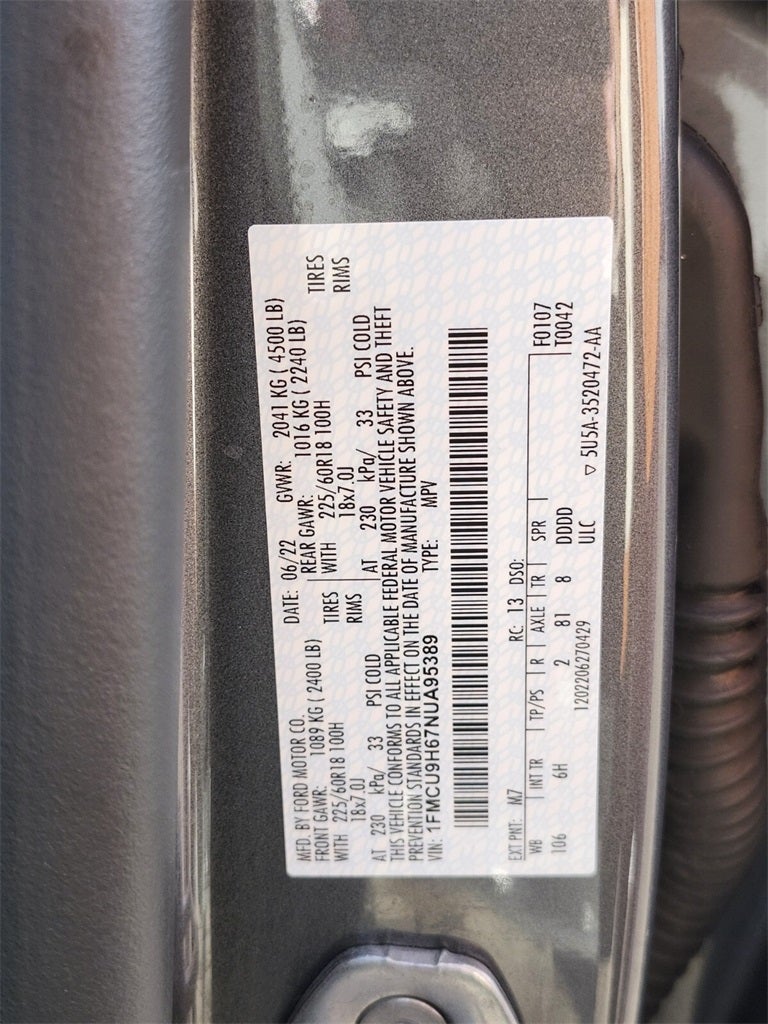 MFD. BY FORD MOTOR CO.
DATE: 06/22 GVWR: 2041 KG ( 4500 LB)
FRONT GAWR: 1089 KG ( 2400 LB) REAR GAWR: 1016 KG ( 2240 LB)
WITH 225/60R18 100H TIRES WITH 225/60R18 100H TIRES
18x7.0J RIMS 18x7.0J RIMS
AT 230 kPa/ 33 PSI COLD AT 230 kPa/ 33 PSI COLD
THIS VEHICLE CONFORMS TO ALL APPLICABLE FEDERAL MOTOR VEHICLE SAFETY AND THEFT
PREVENTION STANDARDS IN EFFECT ON THE DATE OF MANUFACTURE SHOWN ABOVE.
VIN: 1FMCU9H67NUA95389 TYPE: MPV
EXT PNT: M7 RC: 13 DSO:
WB INT TR TP/PS R AXLE TR SPR F0107
106 6H 2 81 8 DDDD T0042
1202206270429 ULC ▽ 5U5A-3520472-AA